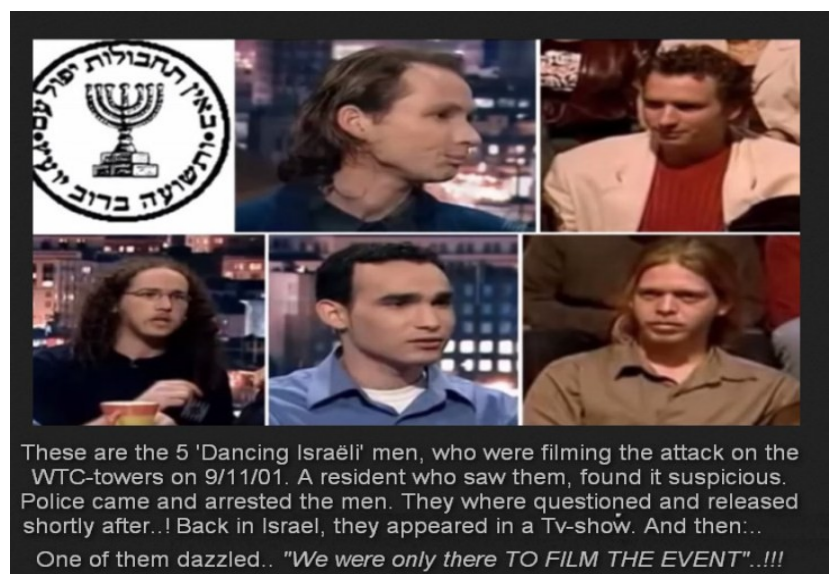 באין תחבולות יפול עם
ותשועה ברוב יועץ
These are the 5 'Dancing Israëli' men, who were filming the attack on the
WTC-towers on 9/11/01. A resident who saw them, found it suspicious.
Police came and arrested the men. They where questioned and released
shortly after..! Back in Israel, they appeared in a Tv-show. And then:..
One of them dazzled.. "We were only there TO FILM THE EVENT"..!!!